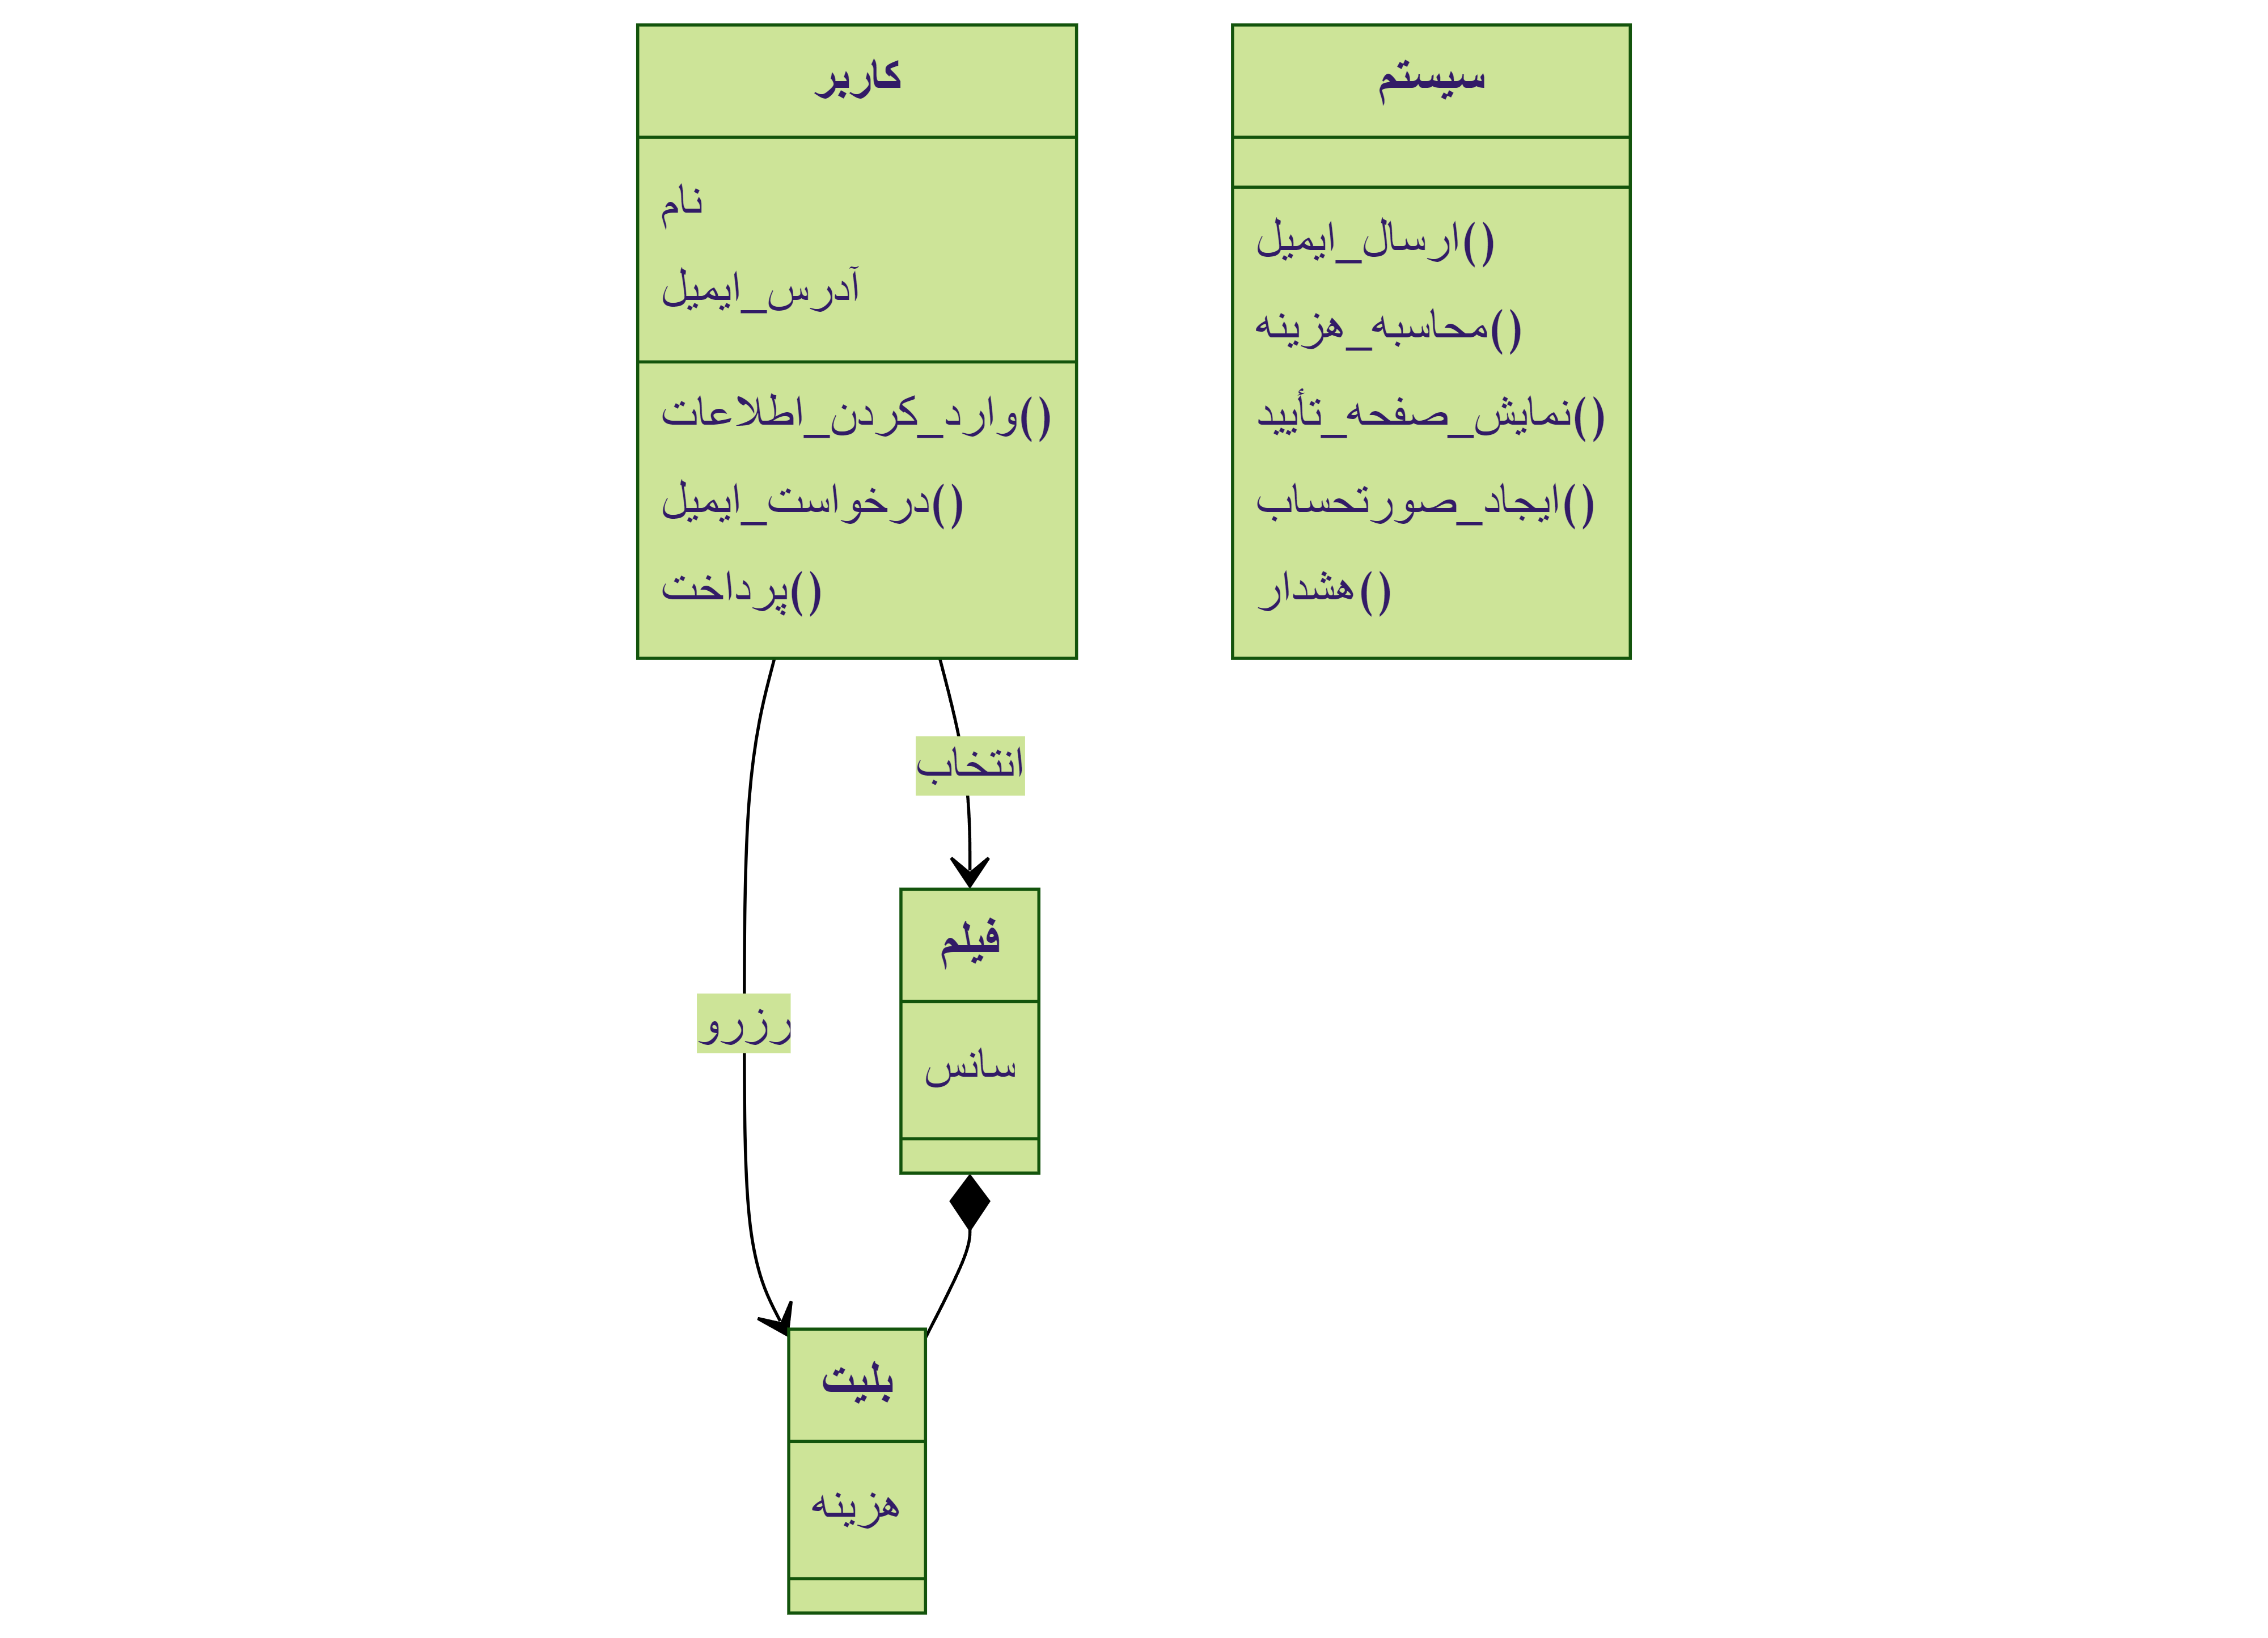 کاربر
نام
آدرس_ایمیل
وارد_کردن_اطلاعات()
درخواست_ایمیل()
پرداخت()
سیستم
ارسال_ایمیل()
محاسبه_هزینه()
نمایش_صفحه_تأیید()
ایجاد_صورتحساب()
هشدار()
انتخاب
فیلم
سانس
رزرو
بلیت
هزینه